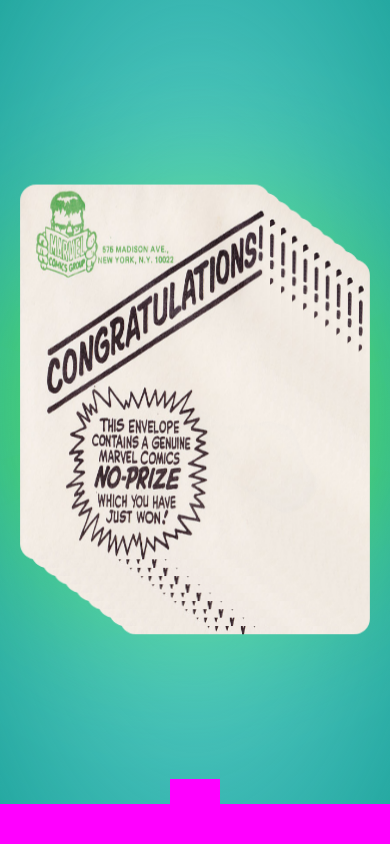 MARVEL
COMICS GROUP
575 MADISON AVE.,
NEW YORK, N.Y. 10022
CONGRATULATIONS!
THIS ENVELOPE
CONTAINS A GENUINE
MARVEL COMICS
NO-PRIZE
WHICH YOU HAVE
JUST WON!